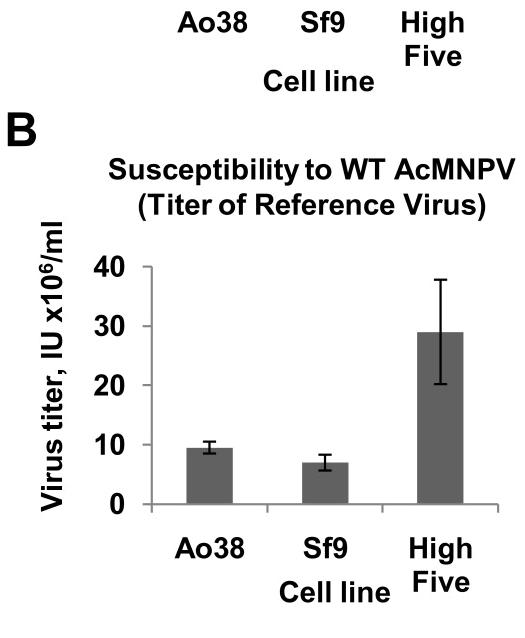 Ao38 Sf9 High
Five
Cell line
B
Susceptibility to WT AcMNPV
(Titer of Reference Virus)
Virus titer, IU x10⁶/ml
40
30
20
10
0
Ao38 Sf9 High
Five
Cell line